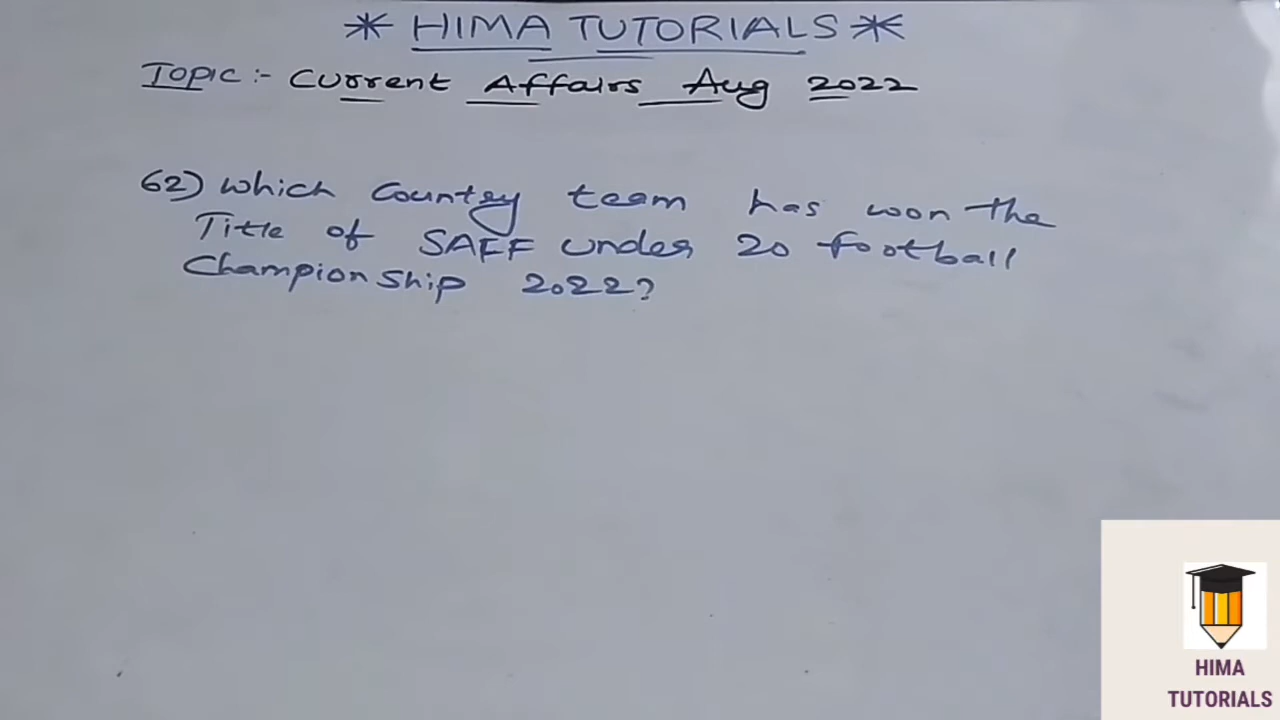 * HIMA TUTORIALS *
Topic :- Current Affairs Aug 2022
62) Which Country team has won the
Title of SAFF under 20 football
Championship 2022?
HIMA
TUTORIALS